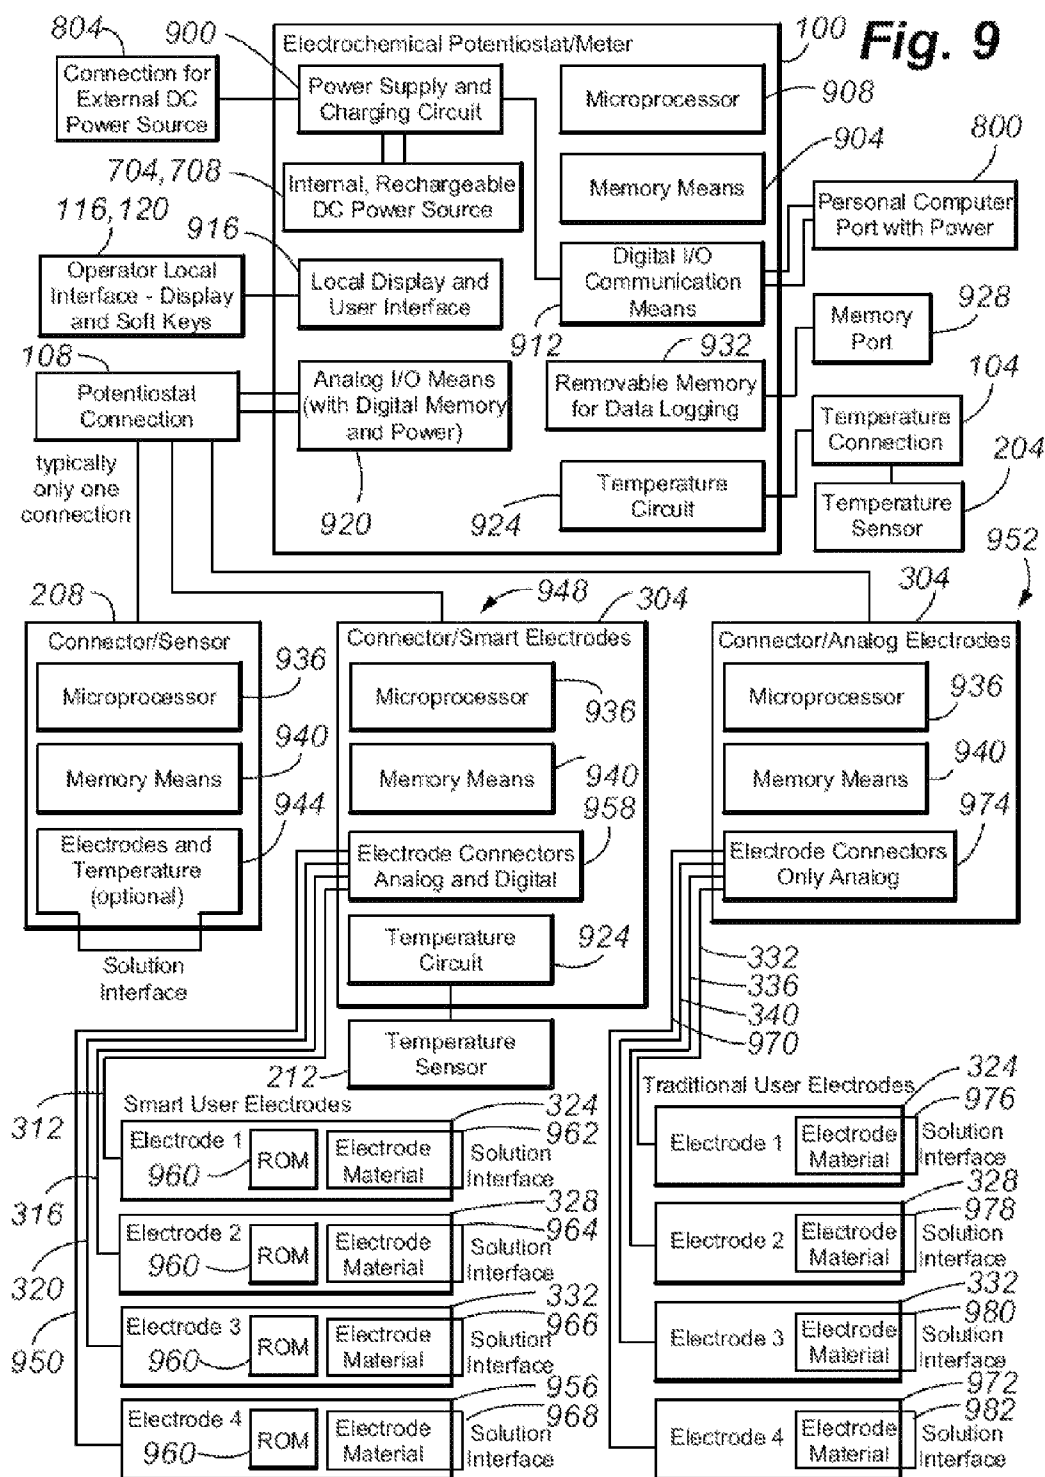 Fig. 9
804
900
100
Electrochemical Potentiostat/Meter
Connection for
External DC
Power Source
Power Supply and
Charging Circuit
Microprocessor
908
704,708
Internal, Rechargeable
DC Power Source
904
Memory Means
800
Personal Computer
Port with Power
116,120
916
Operator Local
Interface - Display
and Soft Keys
Local Display and
User Interface
Digital I/O
Communication
Means
912
928
Memory
Port
108
Potentiostat
Connection
Analog I/O Means
(with Digital Memory
and Power)
932
Removable Memory
for Data Logging
104
Temperature
Connection
typically
only one
connection
920
924
Temperature
Circuit
204
Temperature
Sensor
952
208
948
304
304
Connector/Sensor
Microprocessor
936
Memory Means
940
944
Electrodes and
Temperature
(optional)
Solution
Interface
Connector/Smart Electrodes
Microprocessor
936
Memory Means
940
958
Electrode Connectors
Analog and Digital
Temperature
Circuit
924
Temperature
Sensor
212
Connector/Analog Electrodes
Microprocessor
936
Memory Means
940
974
Electrode Connectors
Only Analog
332
336
340
970
312
316
320
950
Smart User Electrodes
324
Electrode 1
960
ROM
Electrode
Material
962
Solution
Interface
328
Electrode 2
960
ROM
Electrode
Material
964
Solution
Interface
332
Electrode 3
960
ROM
Electrode
Material
966
Solution
Interface
956
Electrode 4
960
ROM
Electrode
Material
968
Solution
Interface
Traditional User Electrodes
324
976
Electrode 1
Electrode
Material
Solution
Interface
328
978
Electrode 2
Electrode
Material
Solution
Interface
332
980
Electrode 3
Electrode
Material
Solution
Interface
972
982
Electrode 4
Electrode
Material
Solution
Interface